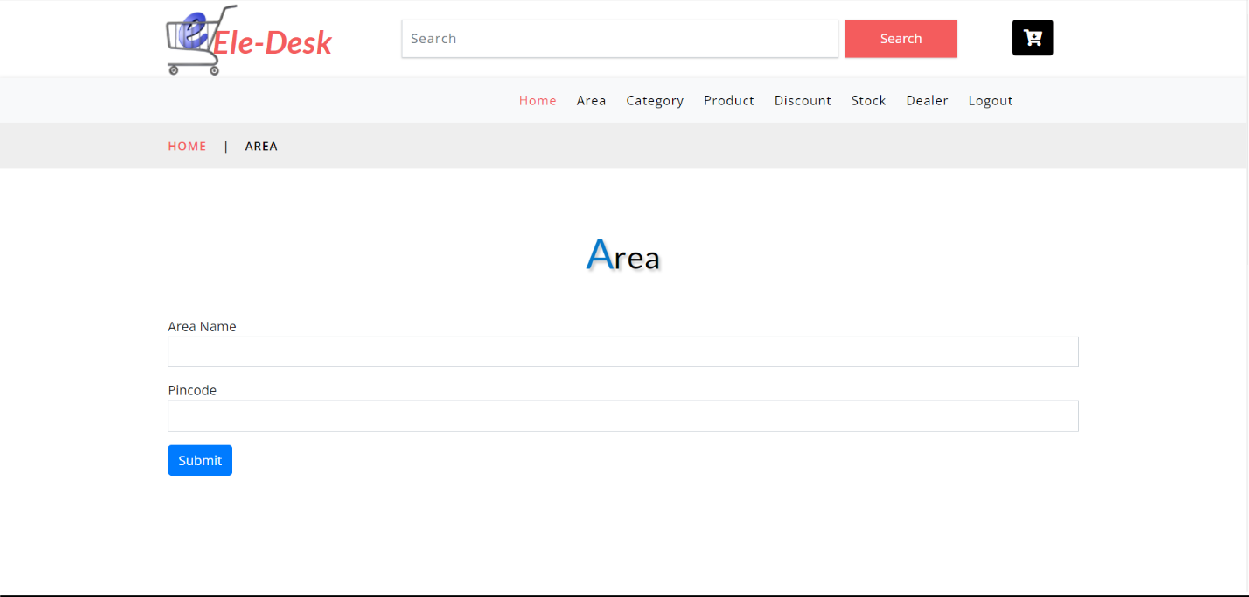 e Ele-Desk
Search
Search
Home Area Category Product Discount Stock Dealer Logout
HOME | AREA
Area
Area Name
Pincode
Submit